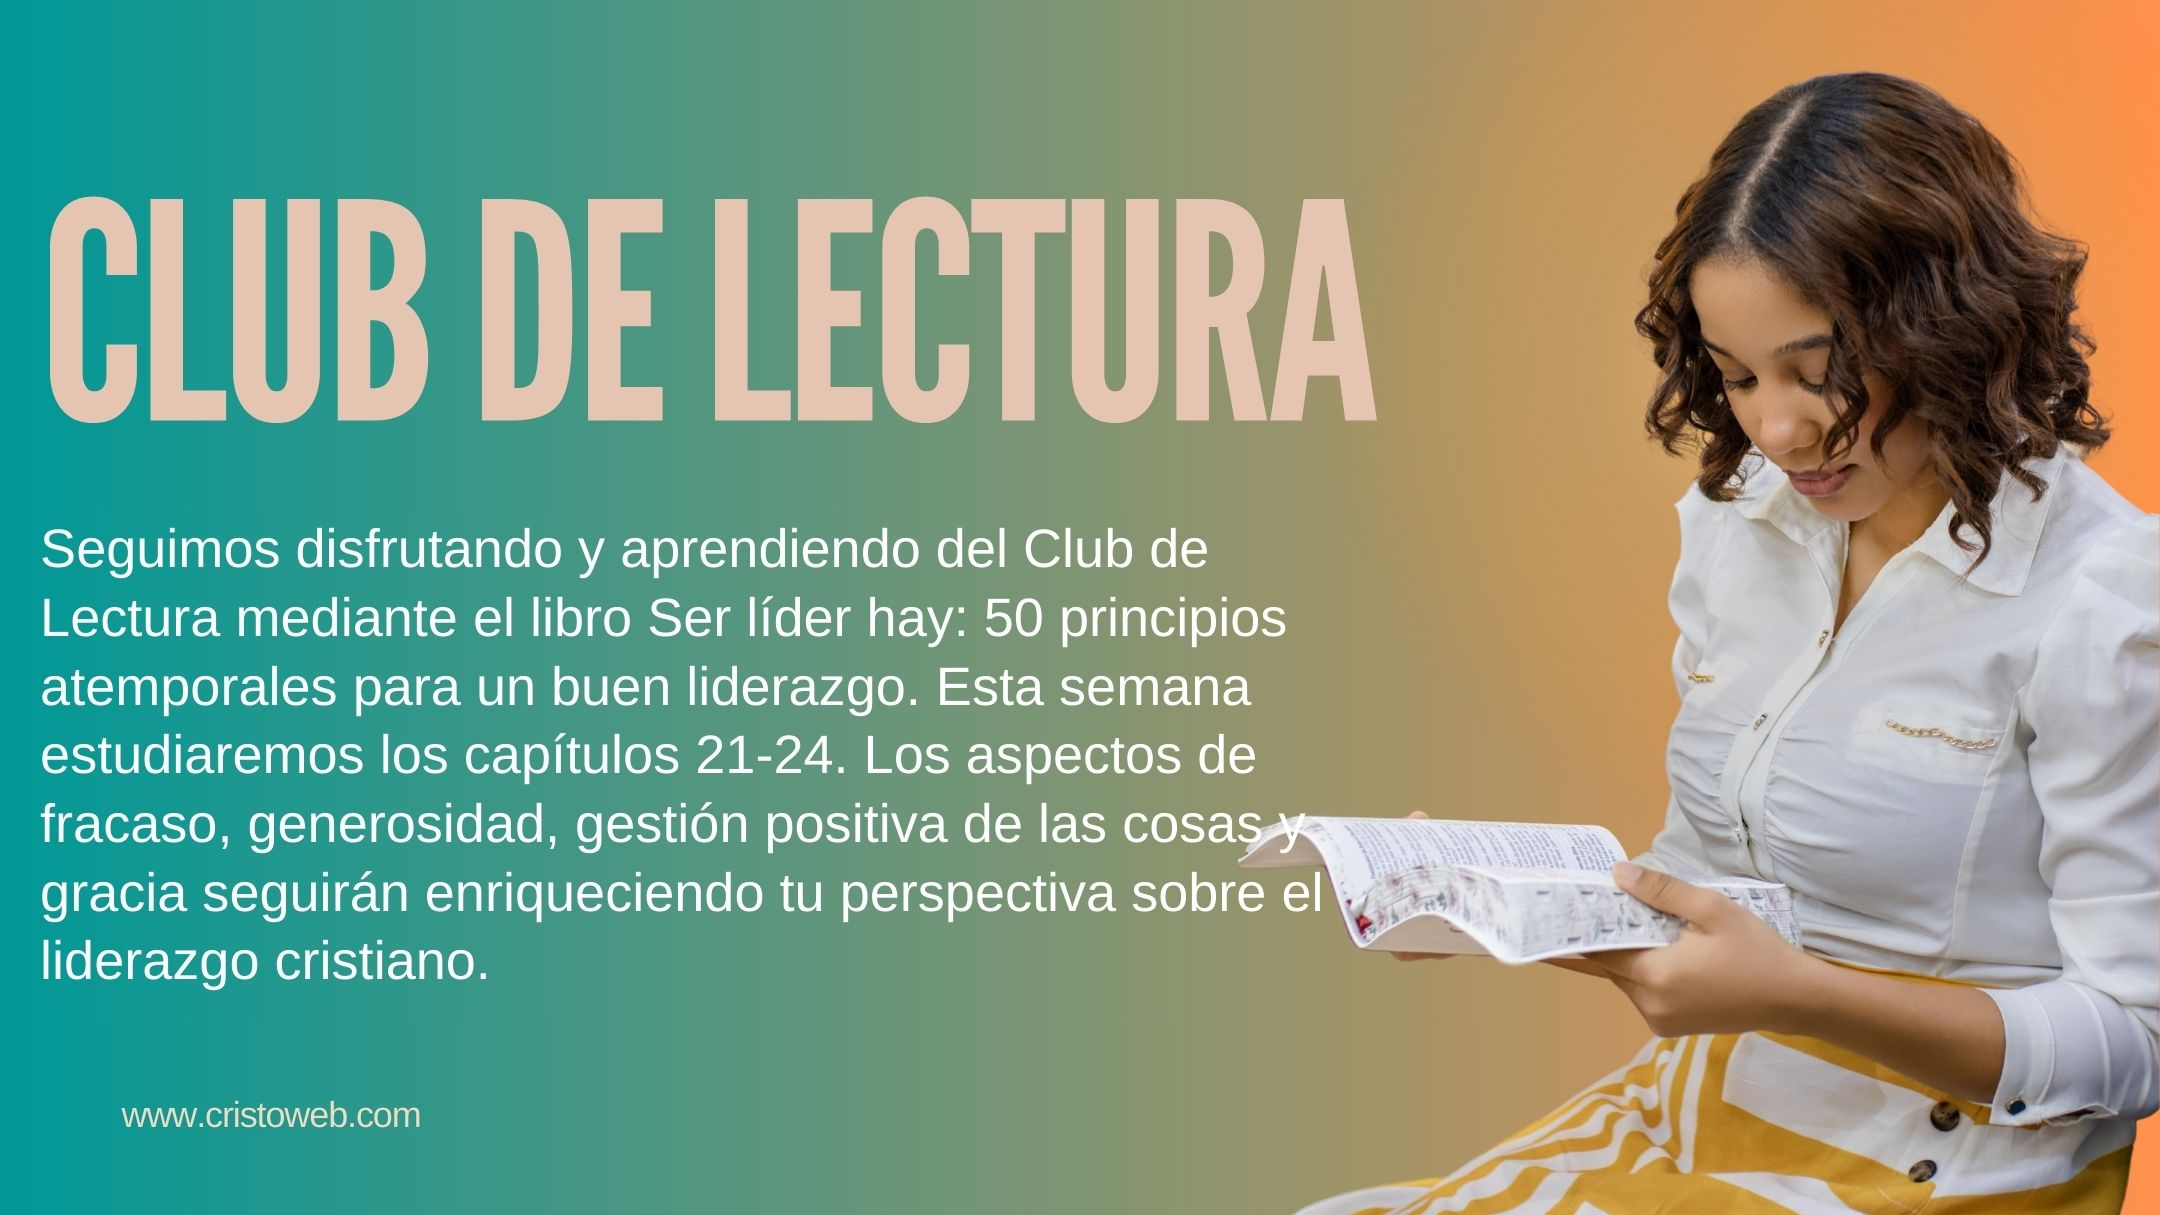 CLUB DE LECTURA
Seguimos disfrutando y aprendiendo del Club de
Lectura mediante el libro Ser líder hay: 50 principios
atemporales para un buen liderazgo. Esta semana
estudiaremos los capítulos 21-24. Los aspectos de
fracaso, generosidad, gestión positiva de las cosas y
gracia seguirán enriqueciendo tu perspectiva sobre el
liderazgo cristiano.
www.cristoweb.com